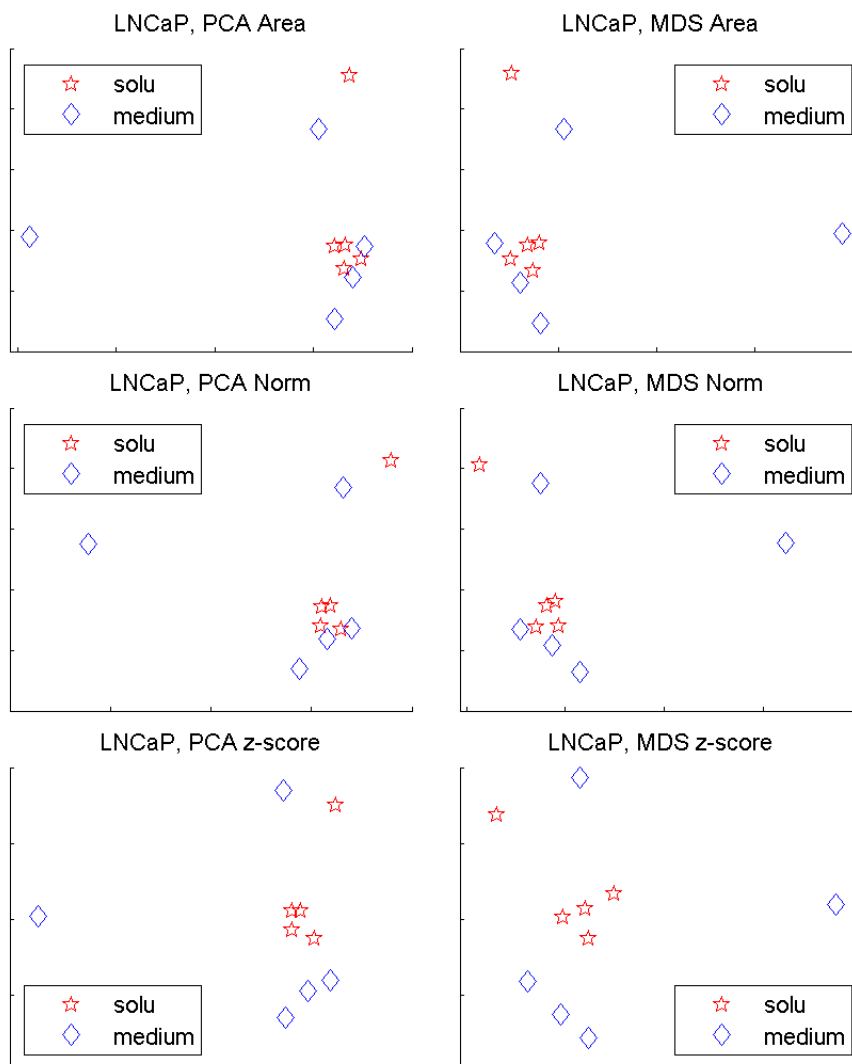 LNCaP, PCA Area
solu
medium
LNCaP, MDS Area
solu
medium
LNCaP, PCA Norm
solu
medium
LNCaP, MDS Norm
solu
medium
LNCaP, PCA z-score
solu
medium
LNCaP, MDS z-score
solu
medium